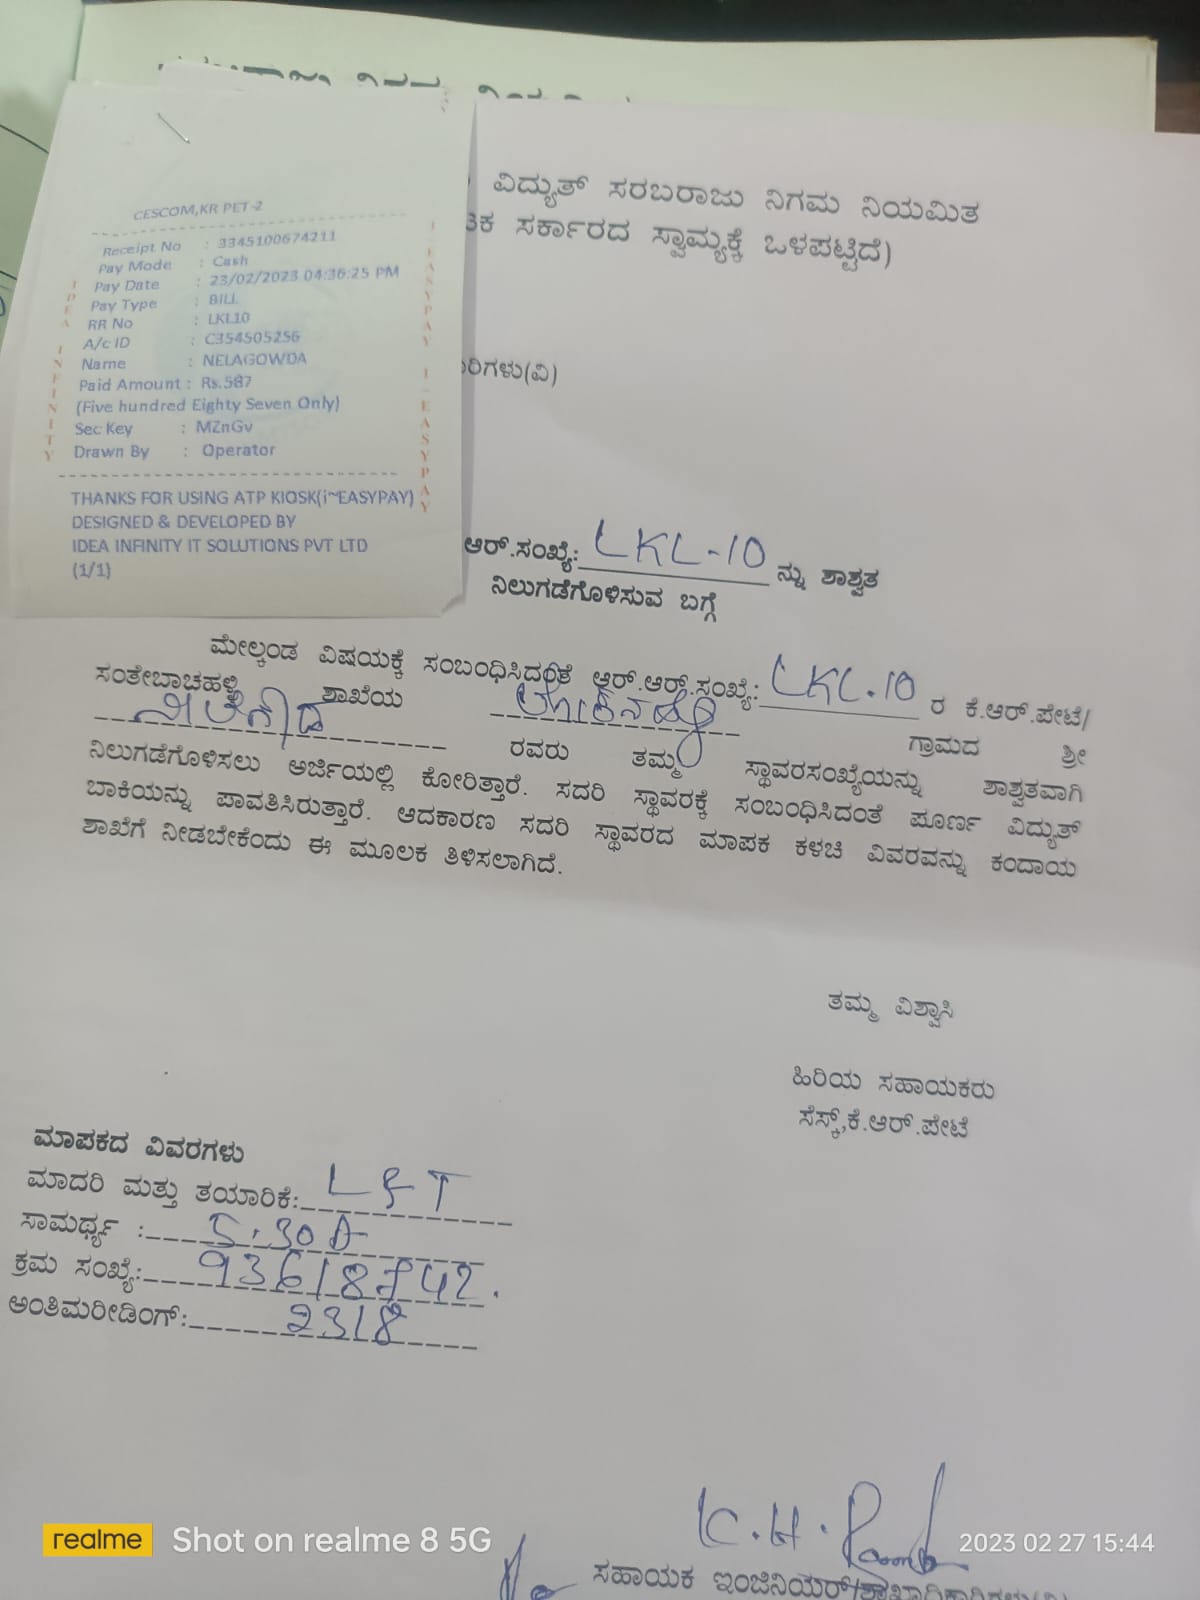 CESCOM,KR PET-2
Receipt No : 3345100674211
Pay Mode : Cash
Pay Date : 23/02/2023 04:36:25 PM
Pay Type : BILL
RR No : LKL10
A/c ID : C354505256
Name : NELAGOWDA
Paid Amount : Rs.587
(Five hundred Eighty Seven Only)
Sec Key : MZnGv
Drawn By : Operator
THANKS FOR USING ATP KIOSK(i~EASYPAY)
DESIGNED & DEVELOPED BY
IDEA INFINITY IT SOLUTIONS PVT LTD
(1/1)
IDEA INFINITY
I EASYPAY I EASYPAY
ವಿದ್ಯುತ್ ಸರಬರಾಜು ನಿಗಮ ನಿಯಮಿತ
ಸರ್ಕಾರದ ಸ್ವಾಮ್ಯಕ್ಕೆ ಒಳಪಟ್ಟಿದೆ)
ರಿಗಳು(ವಿ)
ಆರ್.ಸಂಖ್ಯೆ: LKL-10 ನ್ನು ಶಾಶ್ವತ
ನಿಲುಗಡೆಗೊಳಿಸುವ ಬಗ್ಗೆ
ಮೇಲ್ಕಂಡ ವಿಷಯಕ್ಕೆ ಸಂಬಂಧಿಸಿದಂತೆ ಆರ್.ಆರ್.ಸಂಖ್ಯೆ: LKL.10 ರ ಕೆ.ಆರ್.ಪೇಟೆ/
ಸಂತೇಬಾಚಹಳ್ಳಿ ಶಾಖೆಯ ಗ್ರಾಮದ ಶ್ರೀ
ರವರು ತಮ್ಮ ಸ್ಥಾವರಸಂಖ್ಯೆಯನ್ನು ಶಾಶ್ವತವಾಗಿ
ನಿಲುಗಡೆಗೊಳಿಸಲು ಅರ್ಜಿಯಲ್ಲಿ ಕೋರಿತ್ತಾರೆ. ಸದರಿ ಸ್ಥಾವರಕ್ಕೆ ಸಂಬಂಧಿಸಿದಂತೆ ಪೂರ್ಣ ವಿದ್ಯುತ್
ಬಾಕಿಯನ್ನು ಪಾವತಿಸಿರುತ್ತಾರೆ. ಆದಕಾರಣ ಸದರಿ ಸ್ಥಾವರದ ಮಾಪಕ ಕಳಚಿ ವಿವರವನ್ನು ಕಂದಾಯ
ಶಾಖೆಗೆ ನೀಡಬೇಕೆಂದು ಈ ಮೂಲಕ ತಿಳಿಸಲಾಗಿದೆ.
ತಮ್ಮ ವಿಶ್ವಾಸಿ
ಹಿರಿಯ ಸಹಾಯಕರು
ಸೆಸ್ಕ್,ಕೆ.ಆರ್.ಪೇಟೆ
ಮಾಪಕದ ವಿವರಗಳು
ಮಾದರಿ ಮತ್ತು ತಯಾರಿಕೆ: L&T
ಸಾಮರ್ಥ್ಯ : 5.30A
ಕ್ರಮ ಸಂಖ್ಯೆ: 93618742.
ಅಂತಿಮರೀಡಿಂಗ್: 2318
K.H.
ಸಹಾಯಕ ಇಂಜಿನಿಯರ್/ಶಾಖಾಧಿಕಾರಿಗಳು(ವಿ)
realme Shot on realme 8 5G
2023 02 27 15:44